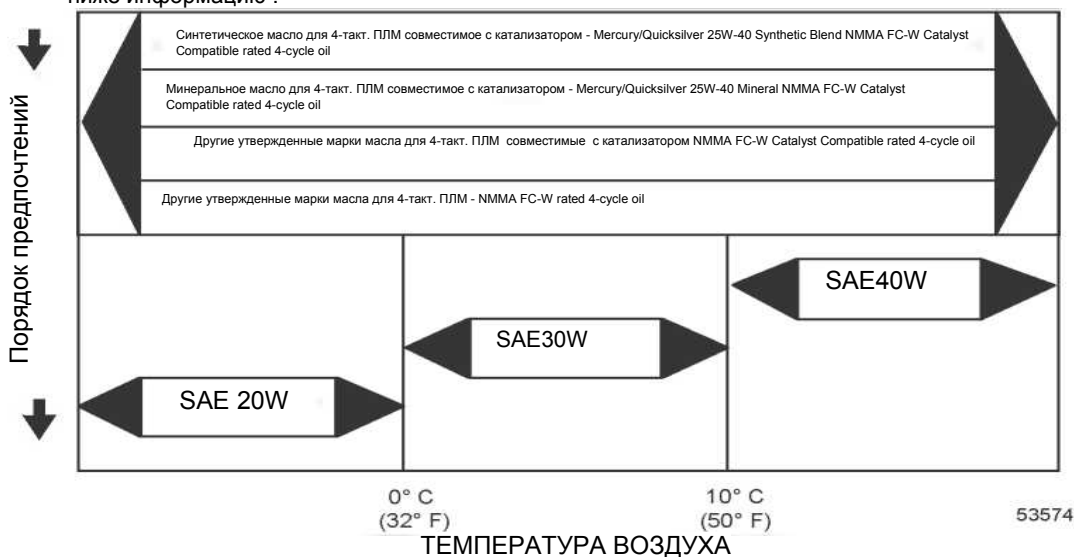 ниже информацию :
Синтетическое масло для 4-такт. ПЛМ совместимое с катализатором - Mercury/Quicksilver 25W-40 Synthetic Blend NMMA FC-W Catalyst
Compatible rated 4-cycle oil
Минеральное масло для 4-такт. ПЛМ совместимое с катализатором - Mercury/Quicksilver 25W-40 Mineral NMMA FC-W Catalyst
Compatible rated 4-cycle oil
Другие утвержденные марки масла для 4-такт. ПЛМ совместимые с катализатором NMMA FC-W Catalyst Compatible rated 4-cycle oil
Другие утвержденные марки масла для 4-такт. ПЛМ - NMMA FC-W rated 4-cycle oil
Порядок предпочтений
SAE40W
SAE30W
SAE 20W
0° C
(32° F)
10° C
(50° F)
53574
ТЕМПЕРАТУРА ВОЗДУХА